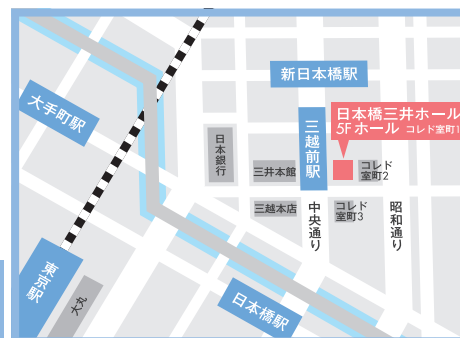 新日本橋駅
大手町駅
日本橋三井ホール
5Fホール コレド室町1
三越前駅
日本銀行
三井本館
コレド
室町2
三越本店
中央通り
コレド
室町3
昭和通り
東京駅
大丸
日本橋駅